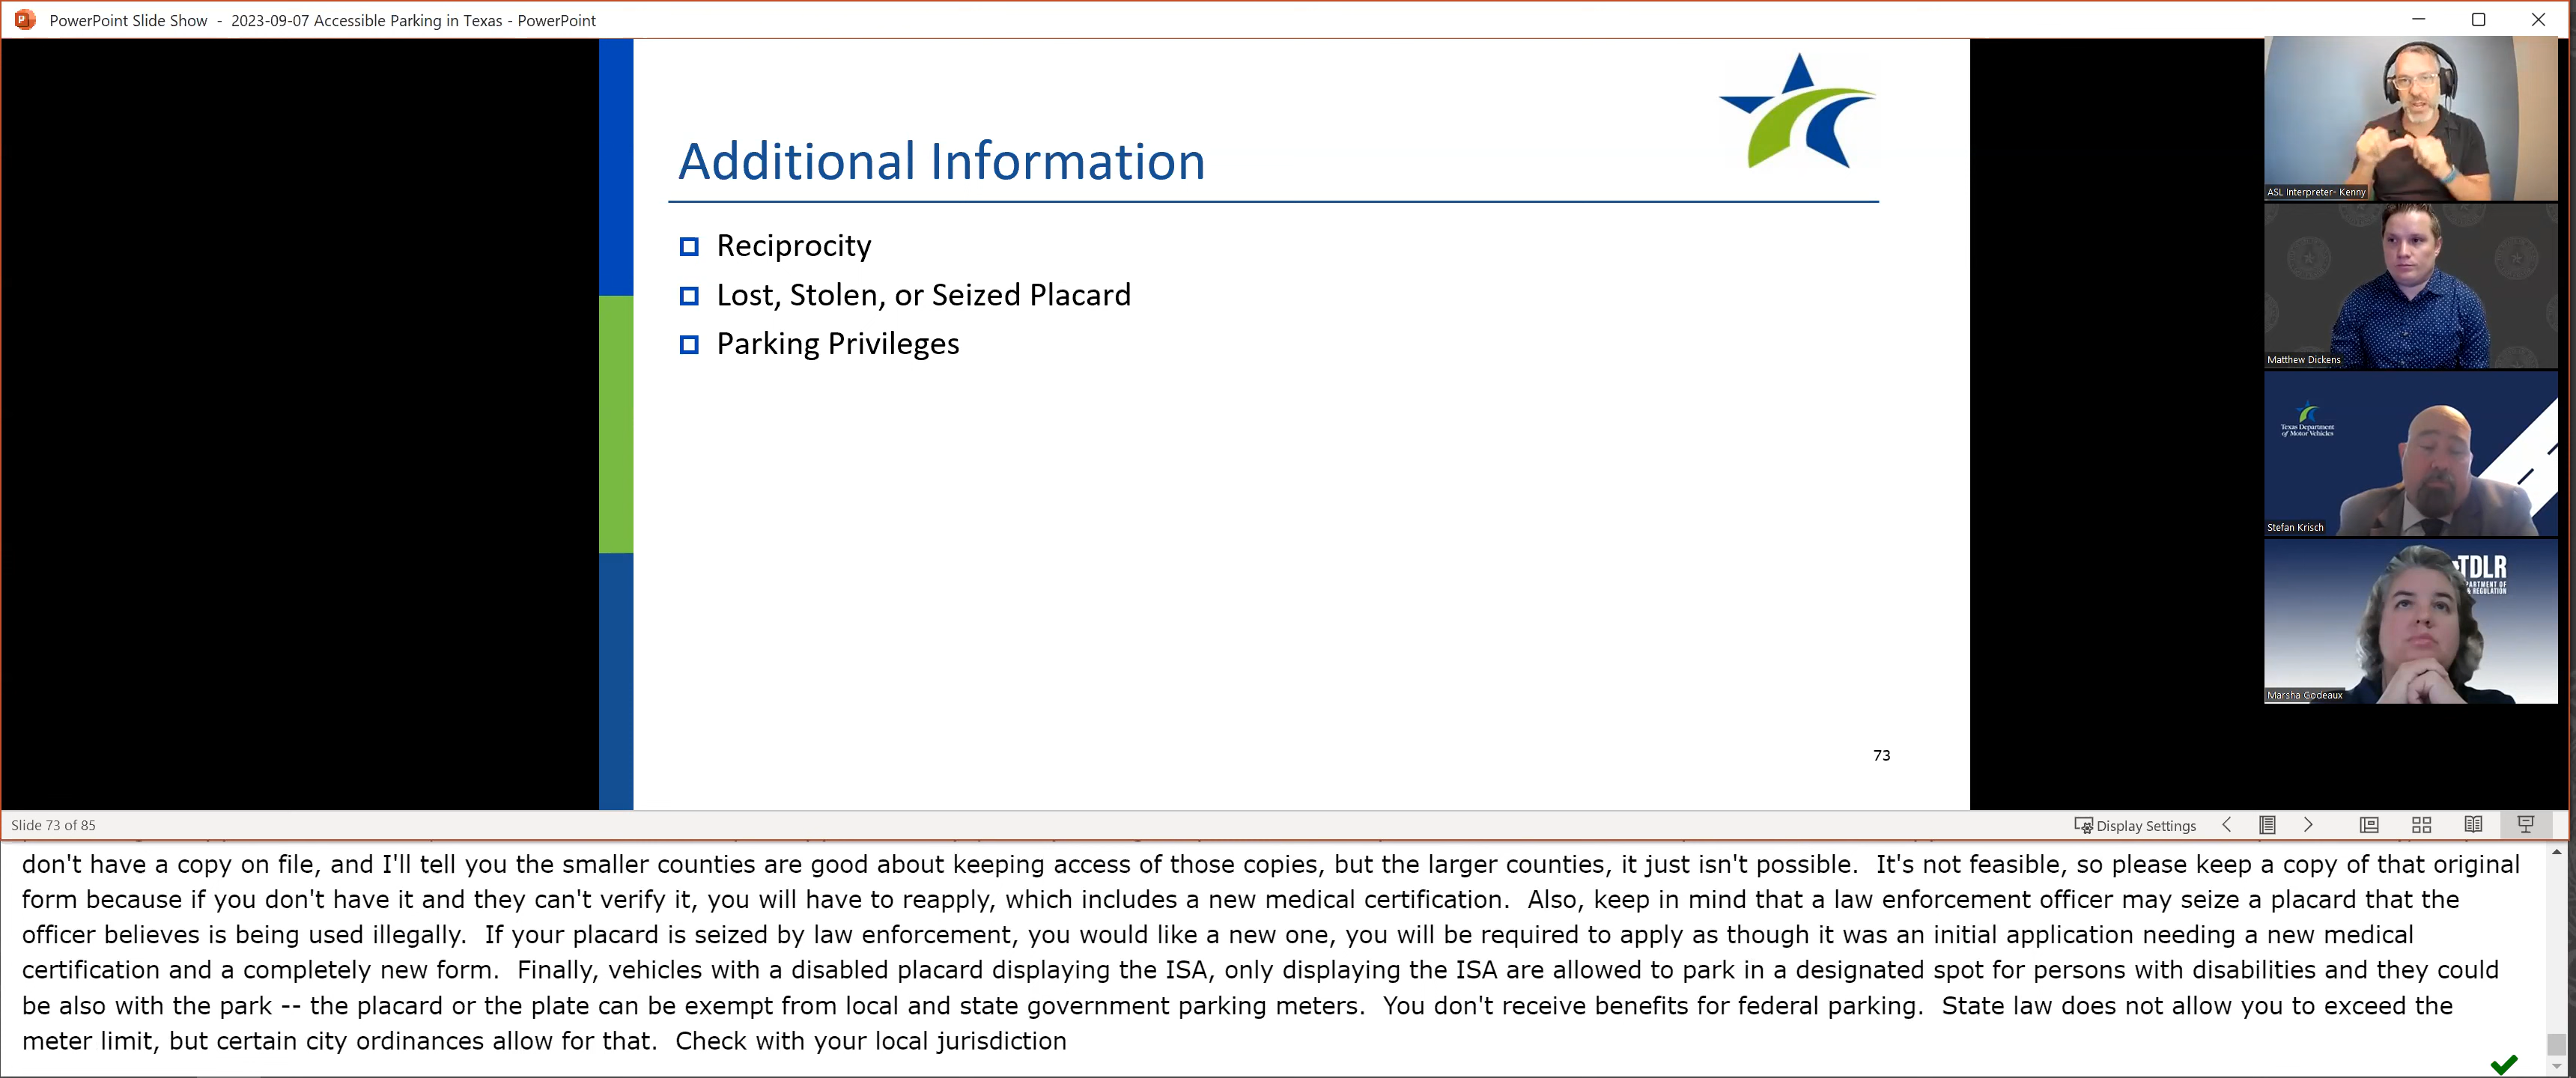 PowerPoint Slide Show - 2023-09-07 Accessible Parking in Texas - PowerPoint
Additional Information
Reciprocity
Lost, Stolen, or Seized Placard
Parking Privileges
73
ASL Interpreter- Kenny
Matthew Dickens
Texas Department
of Motor Vehicles
Stefan Krisch
TDLR
& REGULATION
Marsha Godeaux
Slide 73 of 85
Display Settings
don't have a copy on file, and I'll tell you the smaller counties are good about keeping access of those copies, but the larger counties, it just isn't possible. It's not feasible, so please keep a copy of that original
form because if you don't have it and they can't verify it, you will have to reapply, which includes a new medical certification. Also, keep in mind that a law enforcement officer may seize a placard that the
officer believes is being used illegally. If your placard is seized by law enforcement, you would like a new one, you will be required to apply as though it was an initial application needing a new medical
certification and a completely new form. Finally, vehicles with a disabled placard displaying the ISA, only displaying the ISA are allowed to park in a designated spot for persons with disabilities and they could
be also with the park -- the placard or the plate can be exempt from local and state government parking meters. You don't receive benefits for federal parking. State law does not allow you to exceed the
meter limit, but certain city ordinances allow for that. Check with your local jurisdiction